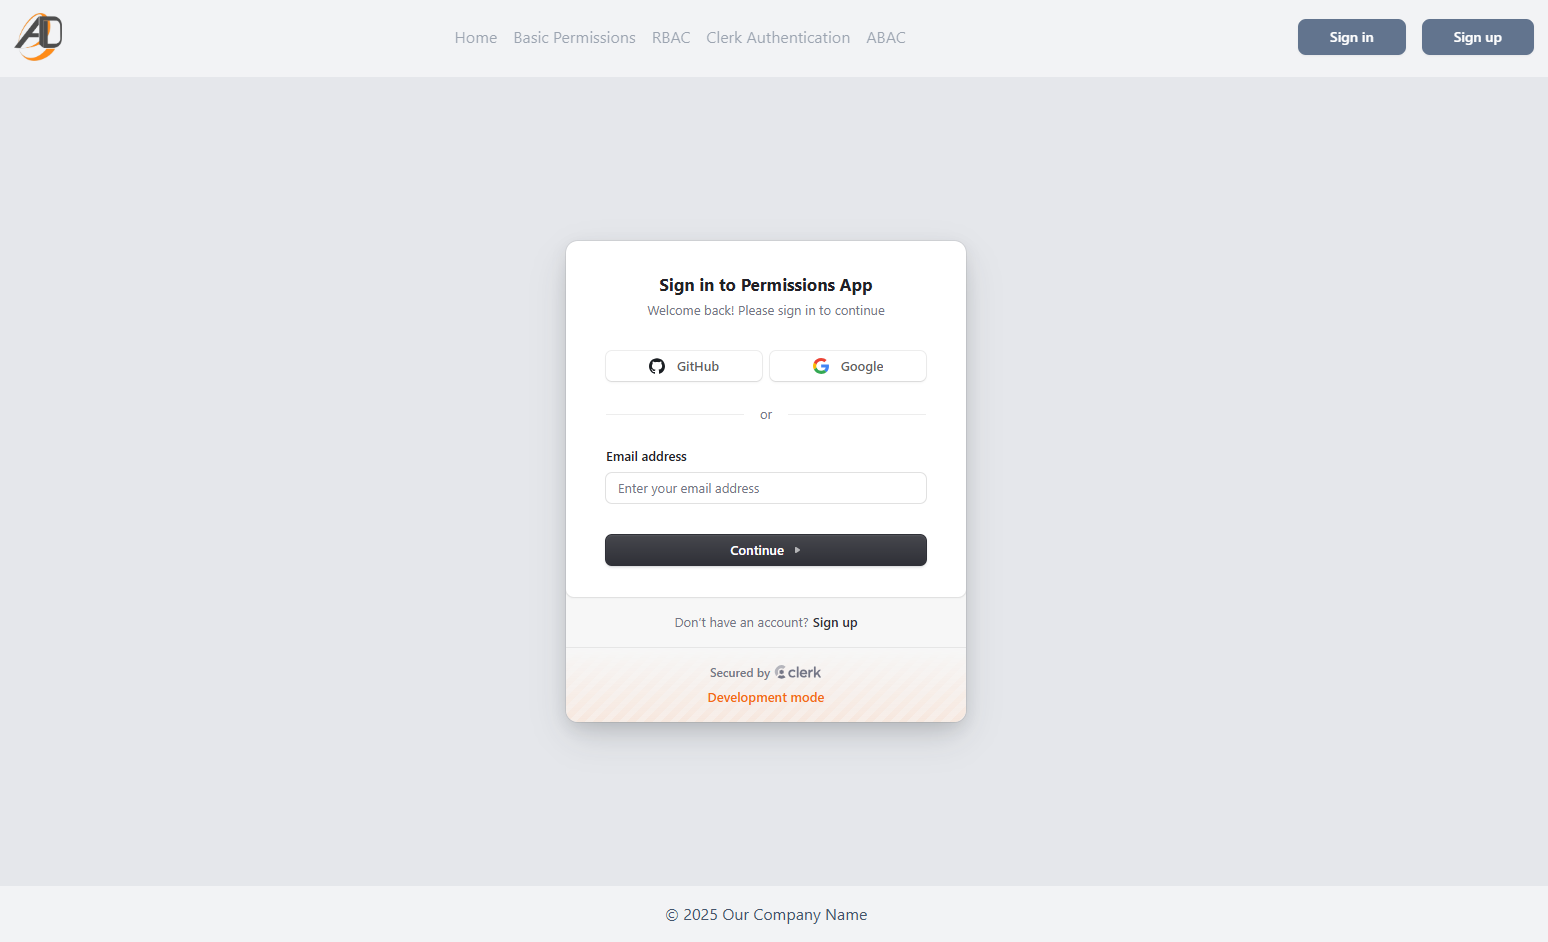 AD
Home Basic Permissions RBAC Clerk Authentication ABAC
Sign in Sign up
Sign in to Permissions App
Welcome back! Please sign in to continue
GitHub Google
or
Email address
Enter your email address
Continue
Don't have an account? Sign up
Secured by clerk
Development mode
© 2025 Our Company Name